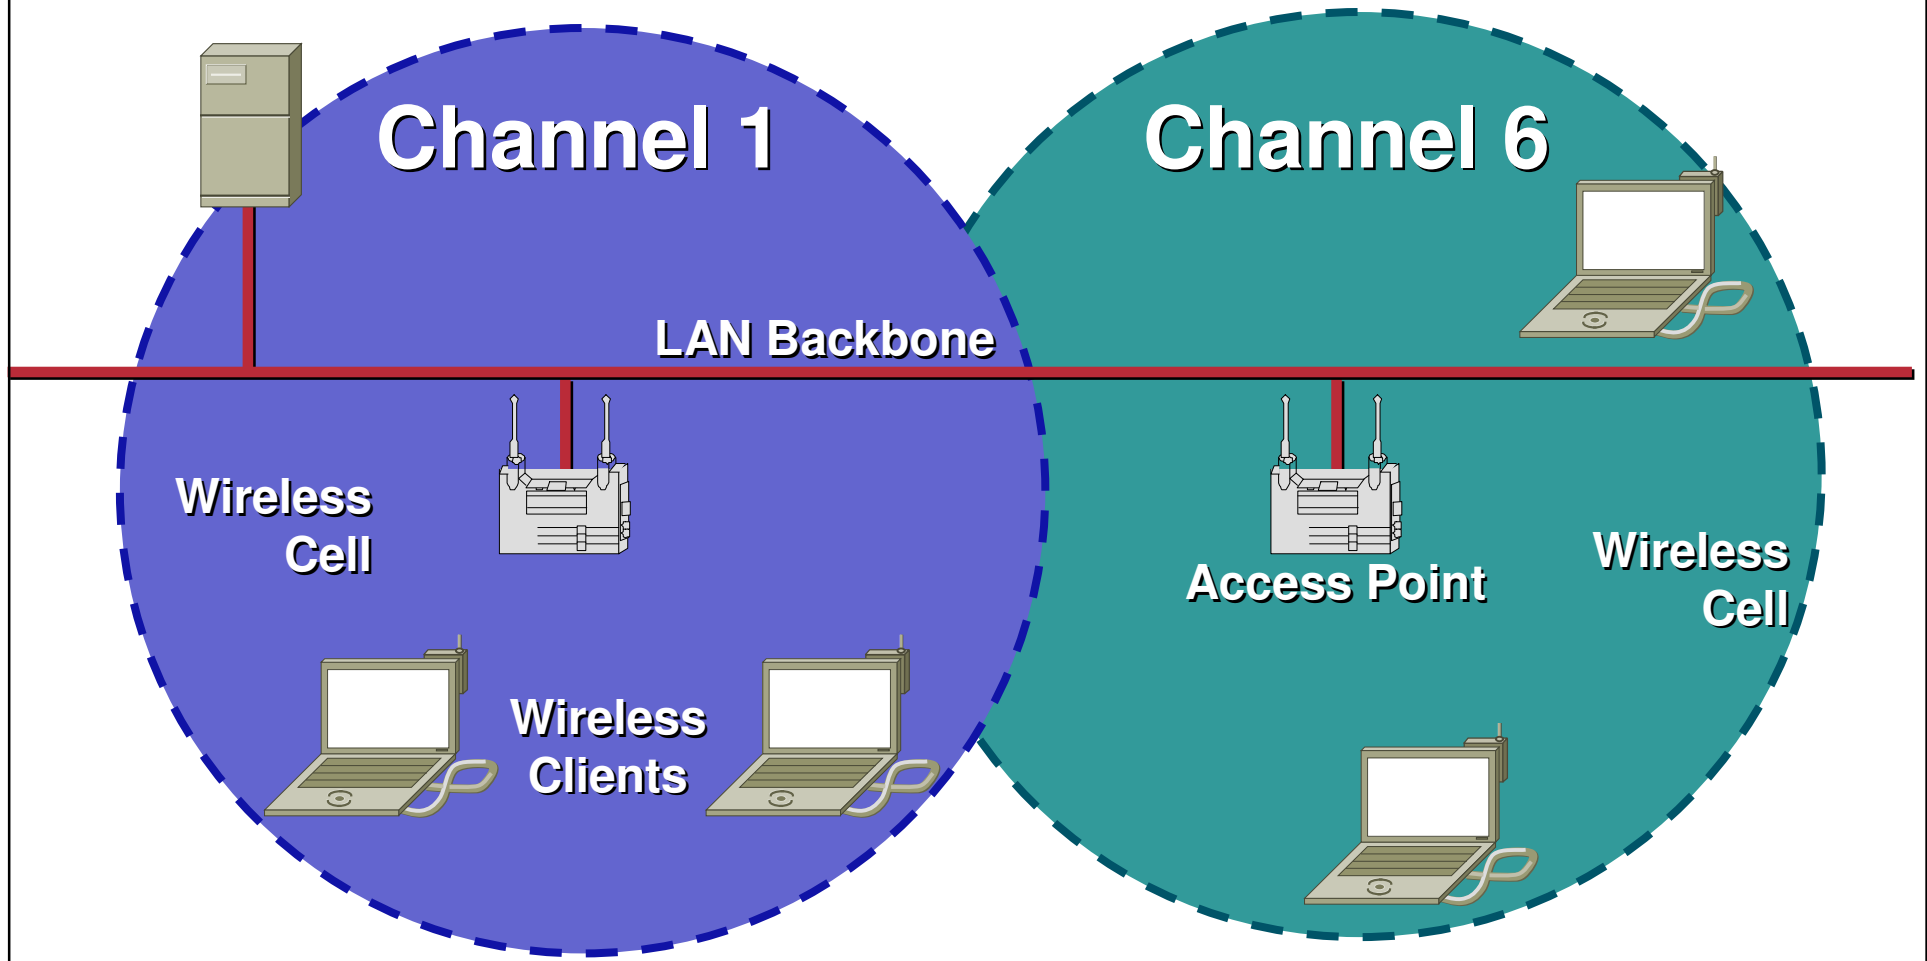 Channel 1
Channel 6
LAN Backbone
Wireless
Cell
Access Point
Wireless
Cell
Wireless
Clients